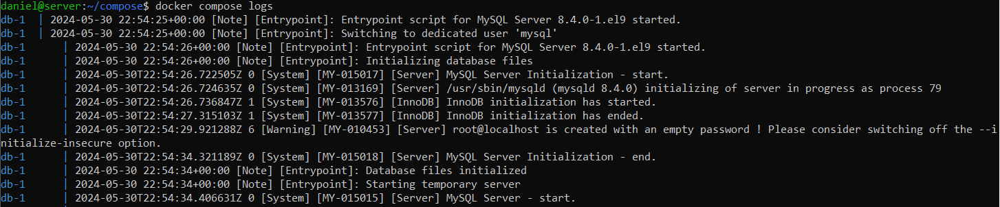 daniel@server:~/compose$ docker compose logs
db-1  | 2024-05-30 22:54:25+00:00 [Note] [Entrypoint]: Entrypoint script for MySQL Server 8.4.0-1.el9 started.
db-1  | 2024-05-30 22:54:25+00:00 [Note] [Entrypoint]: Switching to dedicated user 'mysql'
db-1       | 2024-05-30 22:54:26+00:00 [Note] [Entrypoint]: Entrypoint script for MySQL Server 8.4.0-1.el9 started.
db-1       | 2024-05-30 22:54:26+00:00 [Note] [Entrypoint]: Initializing database files
db-1       | 2024-05-30T22:54:26.722505Z 0 [System] [MY-015017] [Server] MySQL Server Initialization - start.
db-1       | 2024-05-30T22:54:26.724635Z 0 [System] [MY-013169] [Server] /usr/sbin/mysqld (mysqld 8.4.0) initializing of server in progress as process 79
db-1       | 2024-05-30T22:54:26.736847Z 1 [System] [MY-013576] [InnoDB] InnoDB initialization has started.
db-1       | 2024-05-30T22:54:27.315103Z 1 [System] [MY-013577] [InnoDB] InnoDB initialization has ended.
db-1       | 2024-05-30T22:54:29.921288Z 6 [Warning] [MY-010453] [Server] root@localhost is created with an empty password ! Please consider switching off the --i
nitialize-insecure option.
db-1       | 2024-05-30T22:54:34.321189Z 0 [System] [MY-015018] [Server] MySQL Server Initialization - end.
db-1       | 2024-05-30 22:54:34+00:00 [Note] [Entrypoint]: Database files initialized
db-1       | 2024-05-30 22:54:34+00:00 [Note] [Entrypoint]: Starting temporary server
db-1       | 2024-05-30T22:54:34.406631Z 0 [System] [MY-015015] [Server] MySQL Server - start.